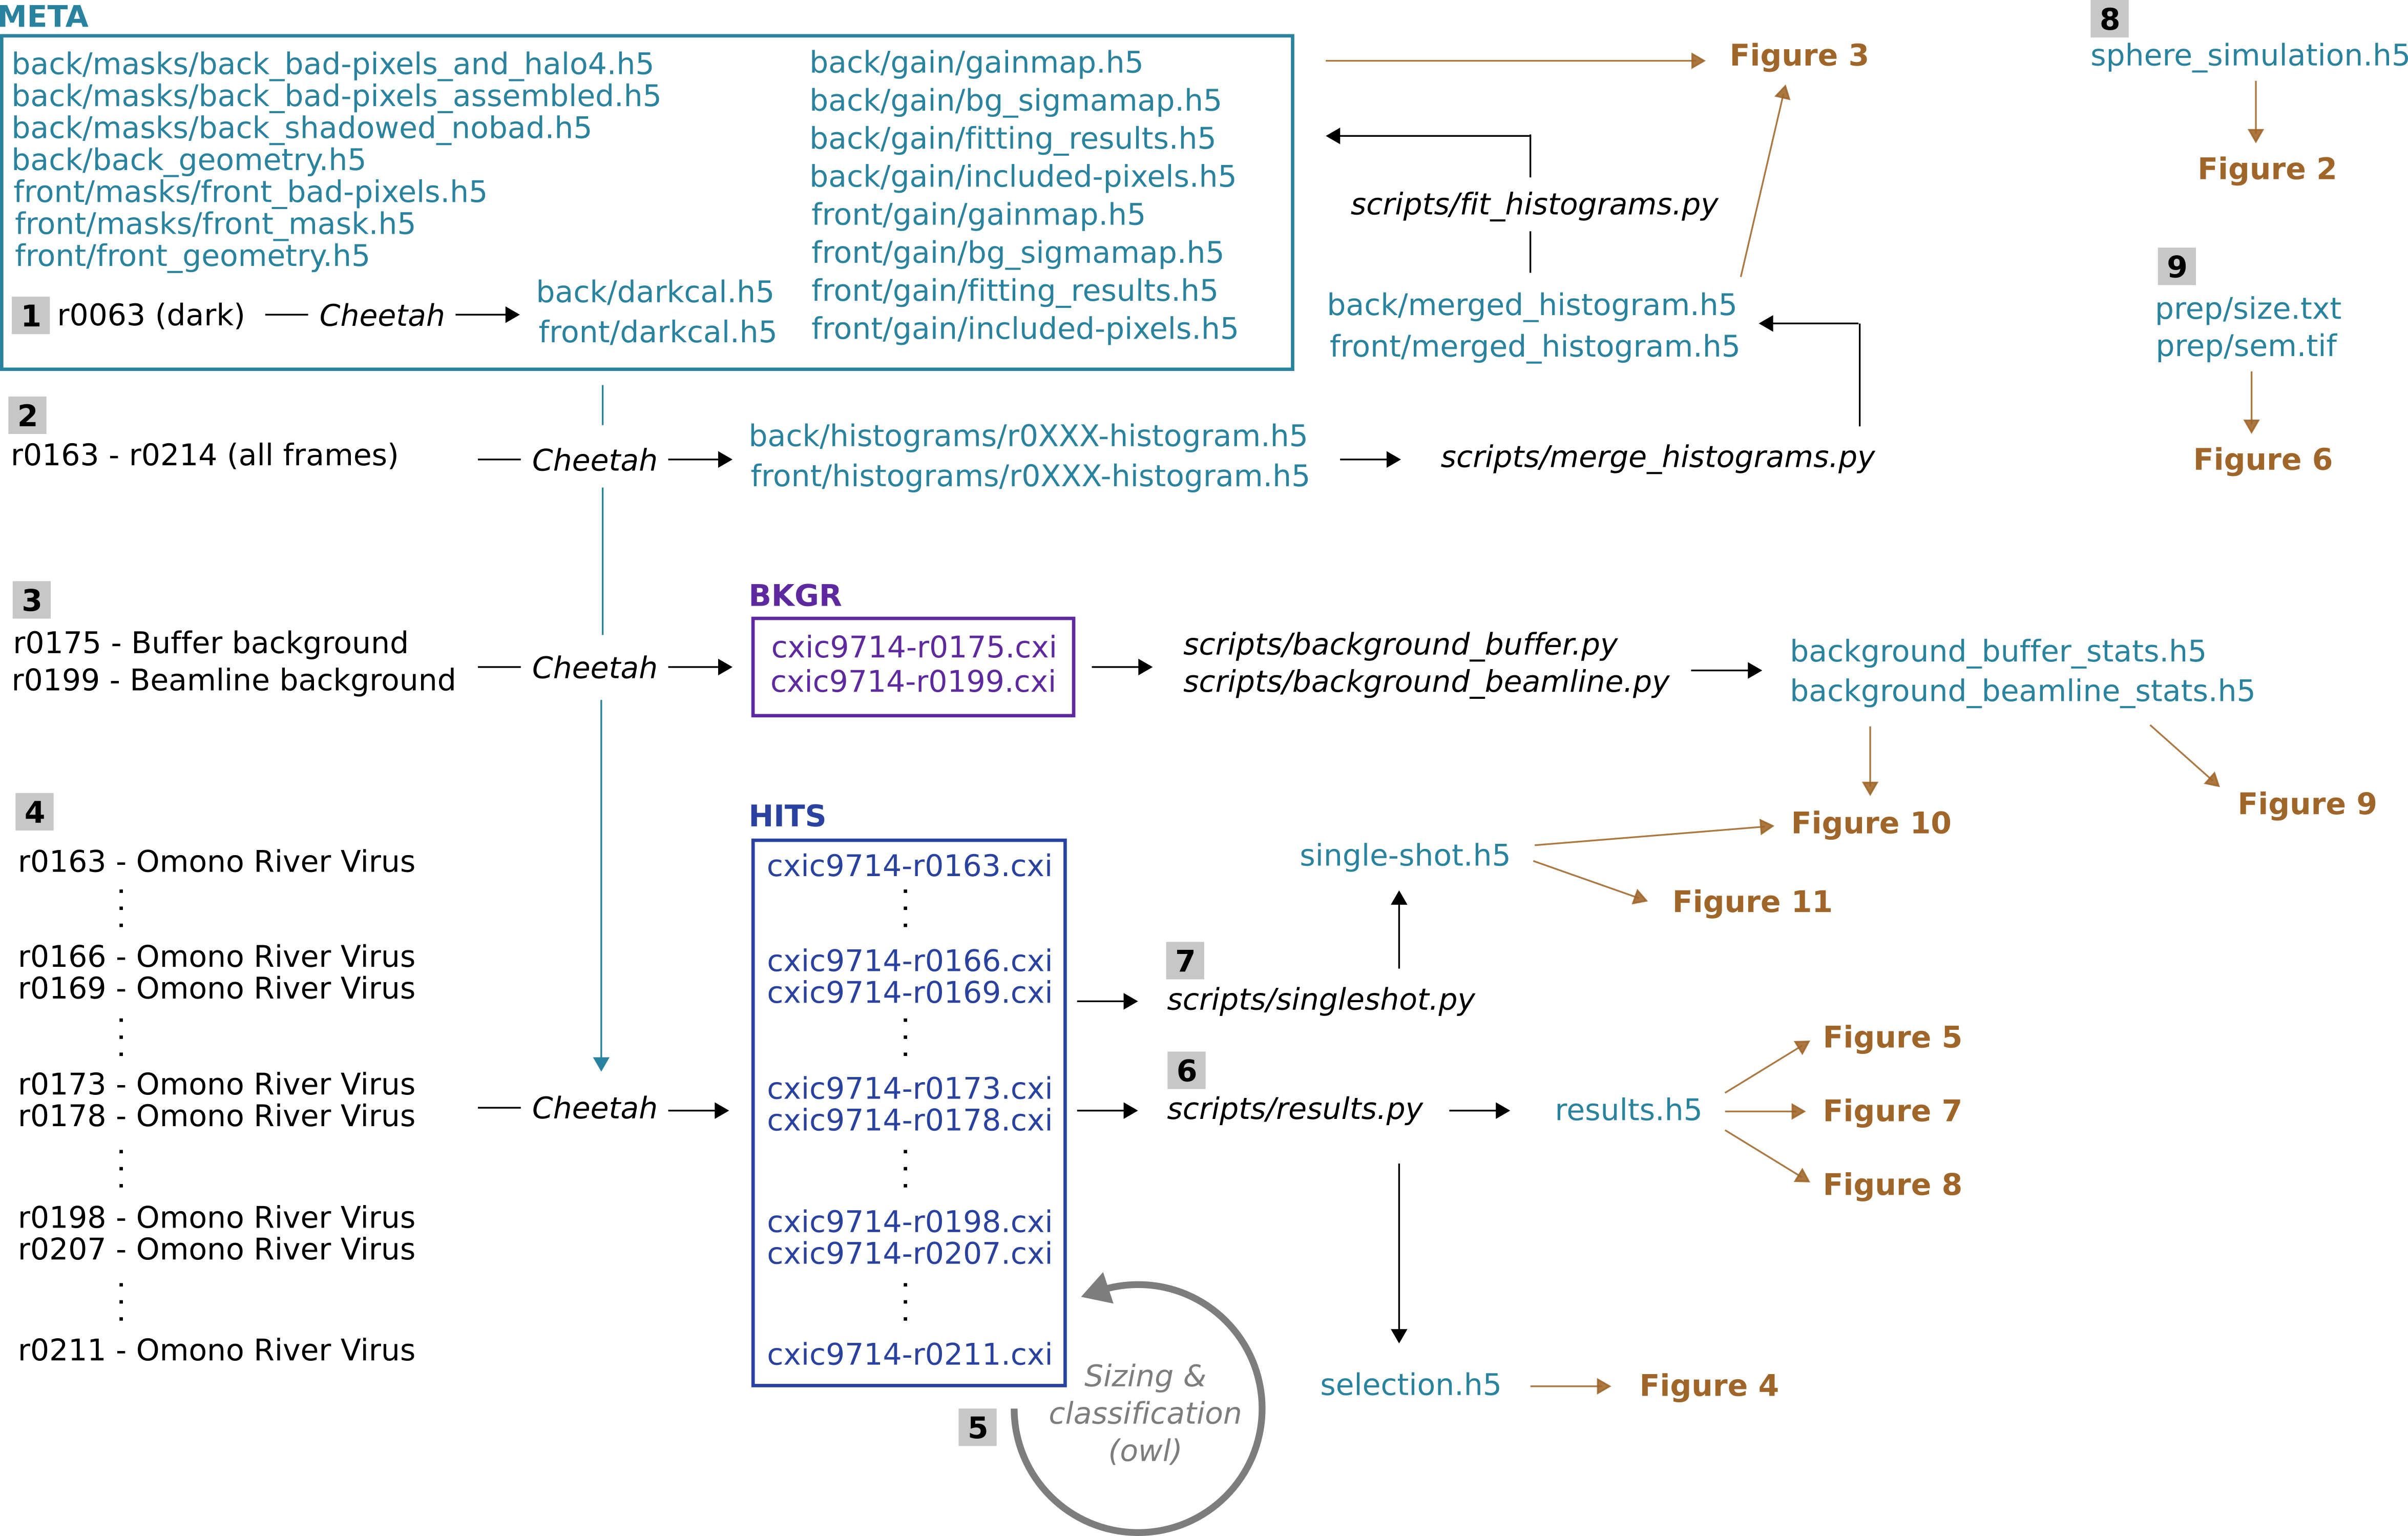 META
back/masks/back_bad-pixels_and_halo4.h5
back/masks/back_bad-pixels_assembled.h5
back/masks/back_shadowed_nobad.h5
back/back_geometry.h5
front/masks/front_bad-pixels.h5
front/masks/front_mask.h5
front/front_geometry.h5
1 r0063 (dark)
Cheetah
back/darkcal.h5
front/darkcal.h5
back/gain/gainmap.h5
back/gain/bg_sigmamap.h5
back/gain/fitting_results.h5
back/gain/included-pixels.h5
front/gain/gainmap.h5
front/gain/bg_sigmamap.h5
front/gain/fitting_results.h5
front/gain/included-pixels.h5
Figure 3
scripts/fit_histograms.py
back/merged_histogram.h5
front/merged_histogram.h5
8
sphere_simulation.h5
Figure 2
9
prep/size.txt
prep/sem.tif
Figure 6
2
r0163 - r0214 (all frames)
Cheetah
back/histograms/r0XXX-histogram.h5
front/histograms/r0XXX-histogram.h5
scripts/merge_histograms.py
3
r0175 - Buffer background
r0199 - Beamline background
Cheetah
BKGR
cxic9714-r0175.cxi
cxic9714-r0199.cxi
scripts/background_buffer.py
scripts/background_beamline.py
background_buffer_stats.h5
background_beamline_stats.h5
Figure 10
Figure 9
4
r0163 - Omono River Virus
.
.
.
r0166 - Omono River Virus
r0169 - Omono River Virus
.
.
.
r0173 - Omono River Virus
r0178 - Omono River Virus
.
.
.
r0198 - Omono River Virus
r0207 - Omono River Virus
.
.
.
r0211 - Omono River Virus
Cheetah
HITS
cxic9714-r0163.cxi
.
.
.
cxic9714-r0166.cxi
cxic9714-r0169.cxi
.
.
.
cxic9714-r0173.cxi
cxic9714-r0178.cxi
.
.
.
cxic9714-r0198.cxi
cxic9714-r0207.cxi
.
.
.
cxic9714-r0211.cxi
5
Sizing &
classification
(owl)
single-shot.h5
Figure 11
7
scripts/singleshot.py
6
scripts/results.py
results.h5
Figure 5
Figure 7
Figure 8
selection.h5
Figure 4